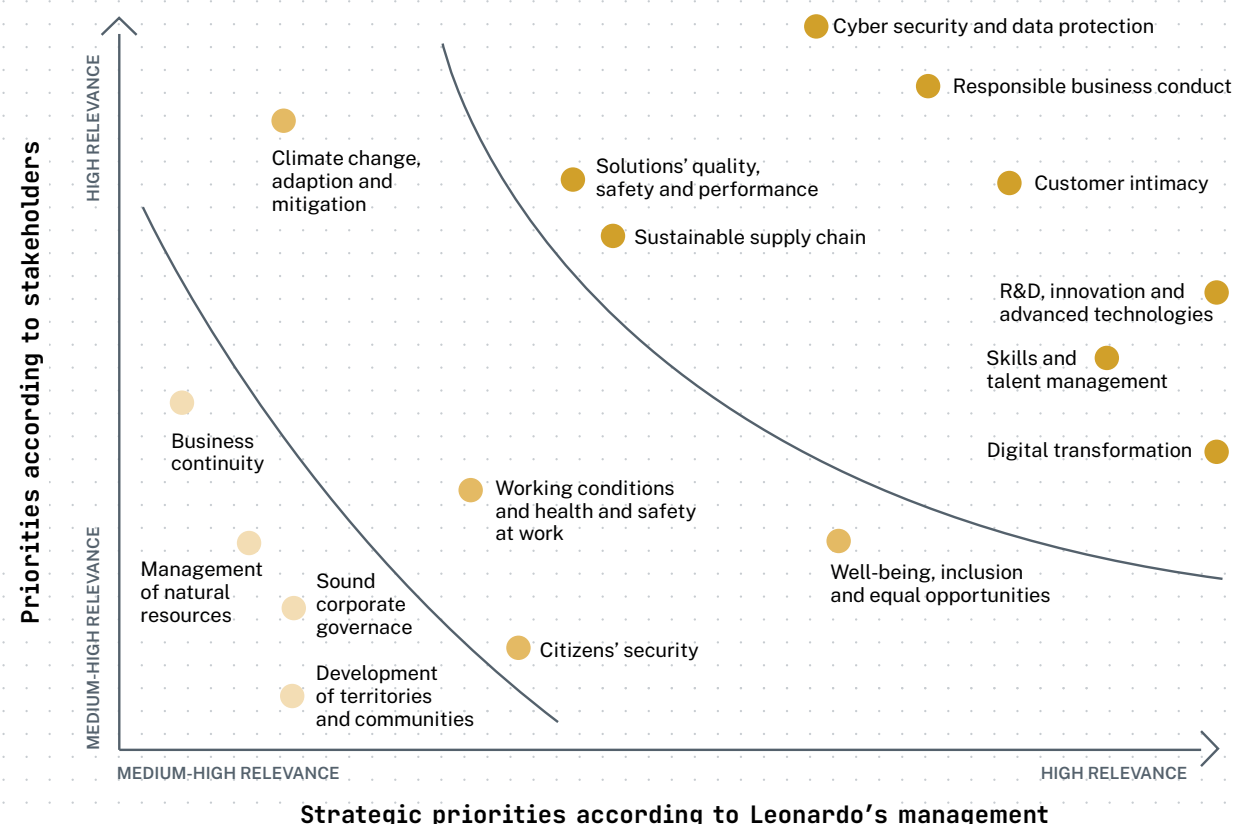 Cyber security and data protection
Responsible business conduct
HIGH RELEVANCE
Climate change,
adaption and
mitigation
Solutions’ quality,
safety and performance
Customer intimacy
Sustainable supply chain
R&D, innovation and
advanced technologies
Skills and
talent management
Priorities according to stakeholders
Business
continuity
Digital transformation
Working conditions
and health and safety
at work
Management
of natural
resources
Sound
corporate
governace
Well-being, inclusion
and equal opportunities
Citizens’ security
Development
of territories
and communities
MEDIUM-HIGH RELEVANCE
MEDIUM-HIGH RELEVANCE
HIGH RELEVANCE
Strategic priorities according to Leonardo’s management